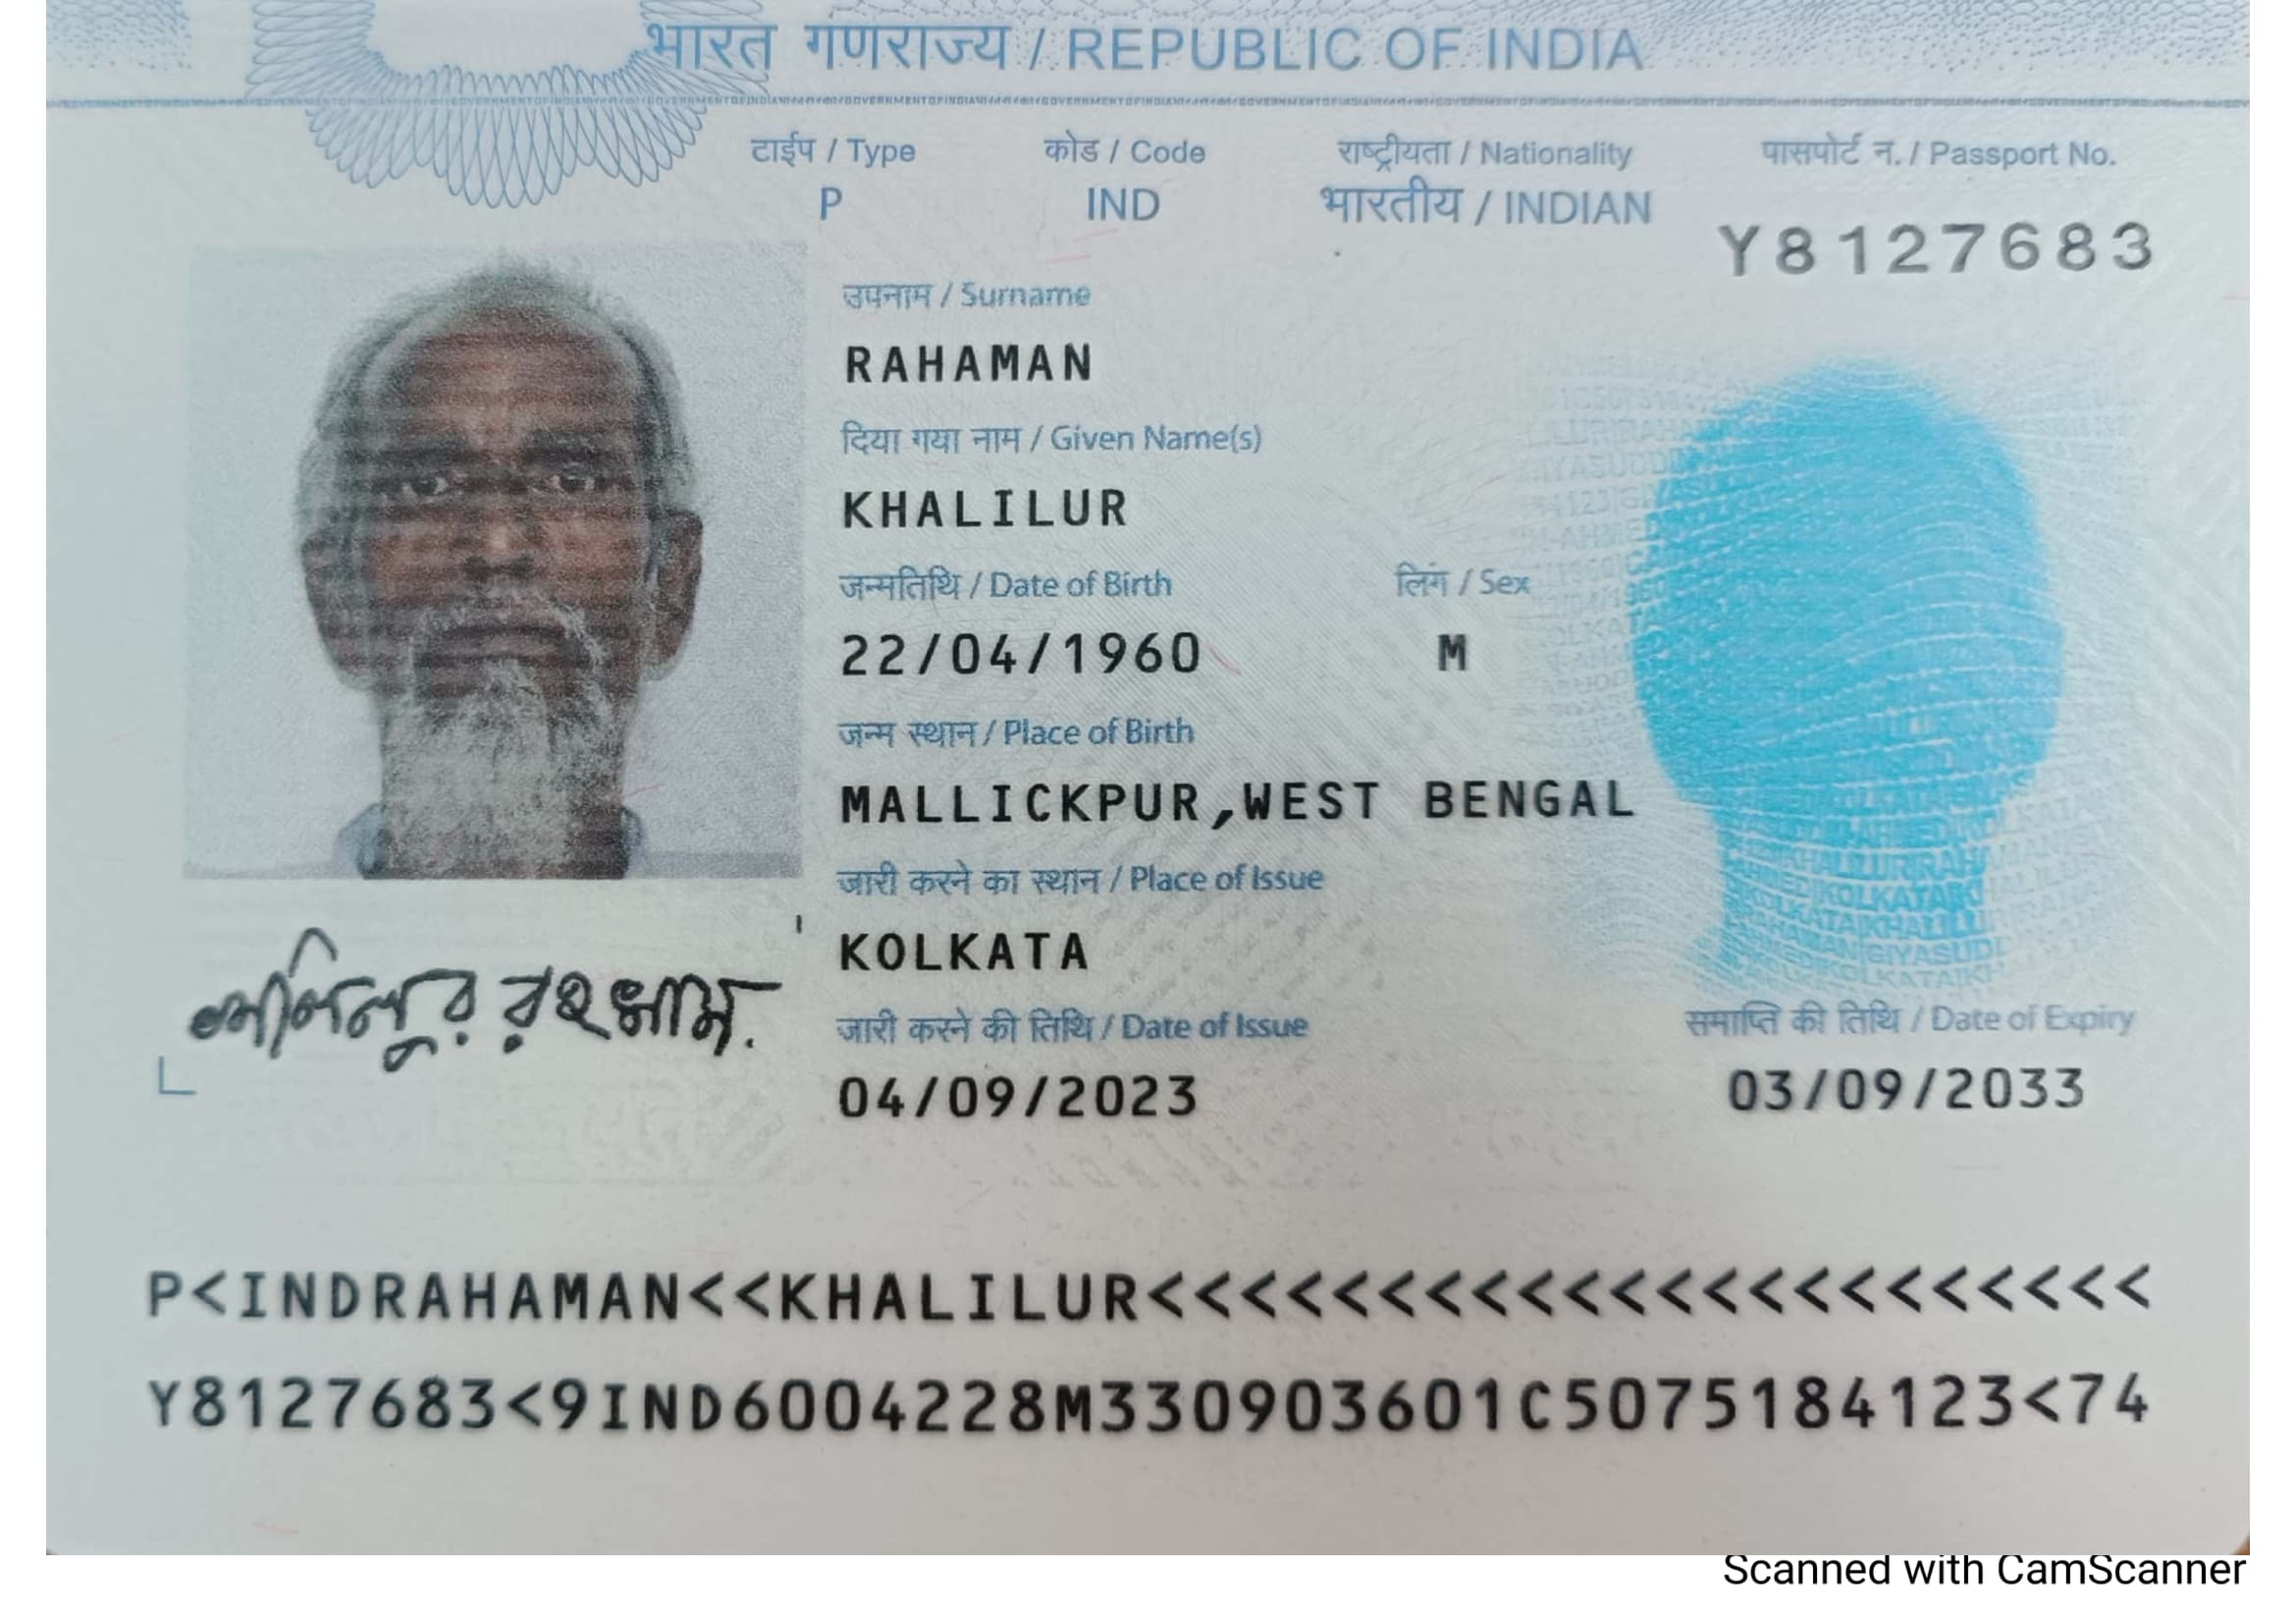 भारत गणराज्य / REPUBLIC OF INDIA
टाईप / Type कोड / Code राष्ट्रीयता / Nationality पासपोर्ट न. / Passport No.
P IND भारतीय / INDIAN Y8127683
उपनाम / Surname
RAHAMAN
दिया गया नाम / Given Name(s)
KHALILUR
जन्मतिथि / Date of Birth लिंग / Sex
22/04/1960 M
जन्म स्थान / Place of Birth
MALLICKPUR,WEST BENGAL
जारी करने का स्थान / Place of Issue
KOLKATA
जारी करने की तिथि / Date of Issue समाप्ति की तिथि / Date of Expiry
04/09/2023 03/09/2033
P<INDRAHAMAN<<KHALILUR<<<<<<<<<<<<<<<<<<<<<<
Y8127683<9IND6004228M330903601C5075184123<74
Scanned with CamScanner